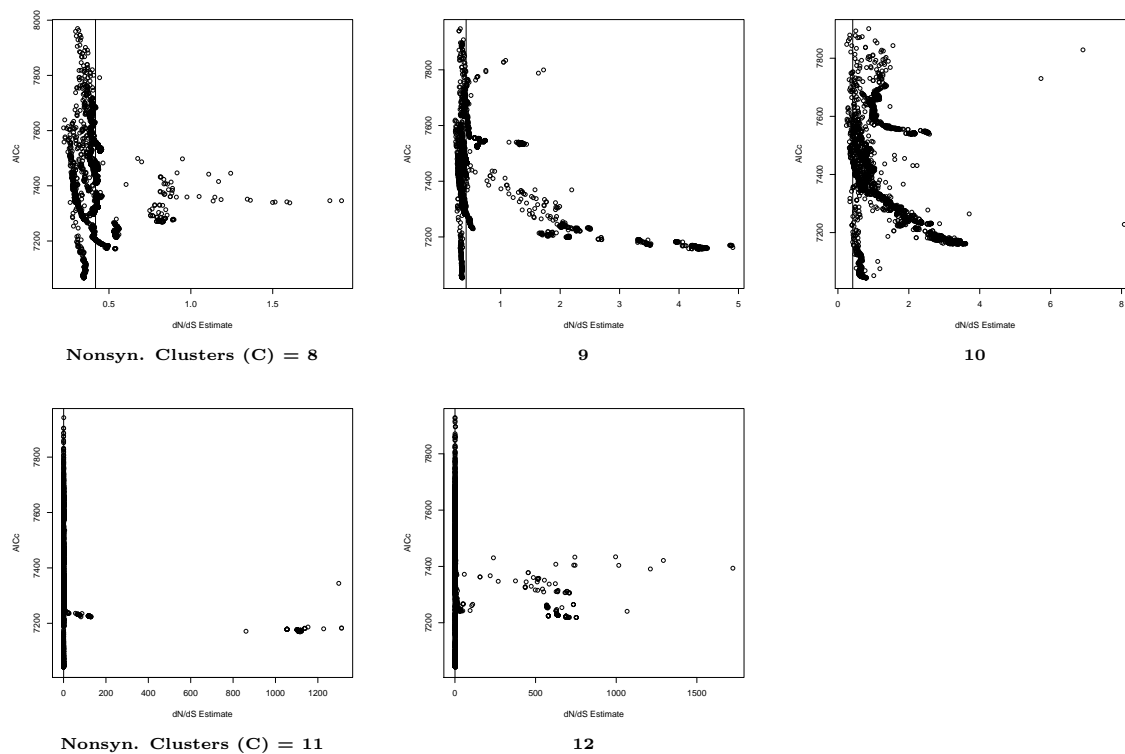 8000
7800
7600
7400
7200
AICc
0.5 1.0 1.5
dN/dS Estimate
Nonsyn. Clusters (C) = 8
7800
7600
7400
7200
AICc
1 2 3 4 5
dN/dS Estimate
9
7800
7600
7400
7200
AICc
0 2 4 6 8
dN/dS Estimate
10
7800
7600
7400
7200
AICc
0 200 400 600 800 1000 1200
dN/dS Estimate
Nonsyn. Clusters (C) = 11
7800
7600
7400
7200
AICc
0 500 1000 1500
dN/dS Estimate
12